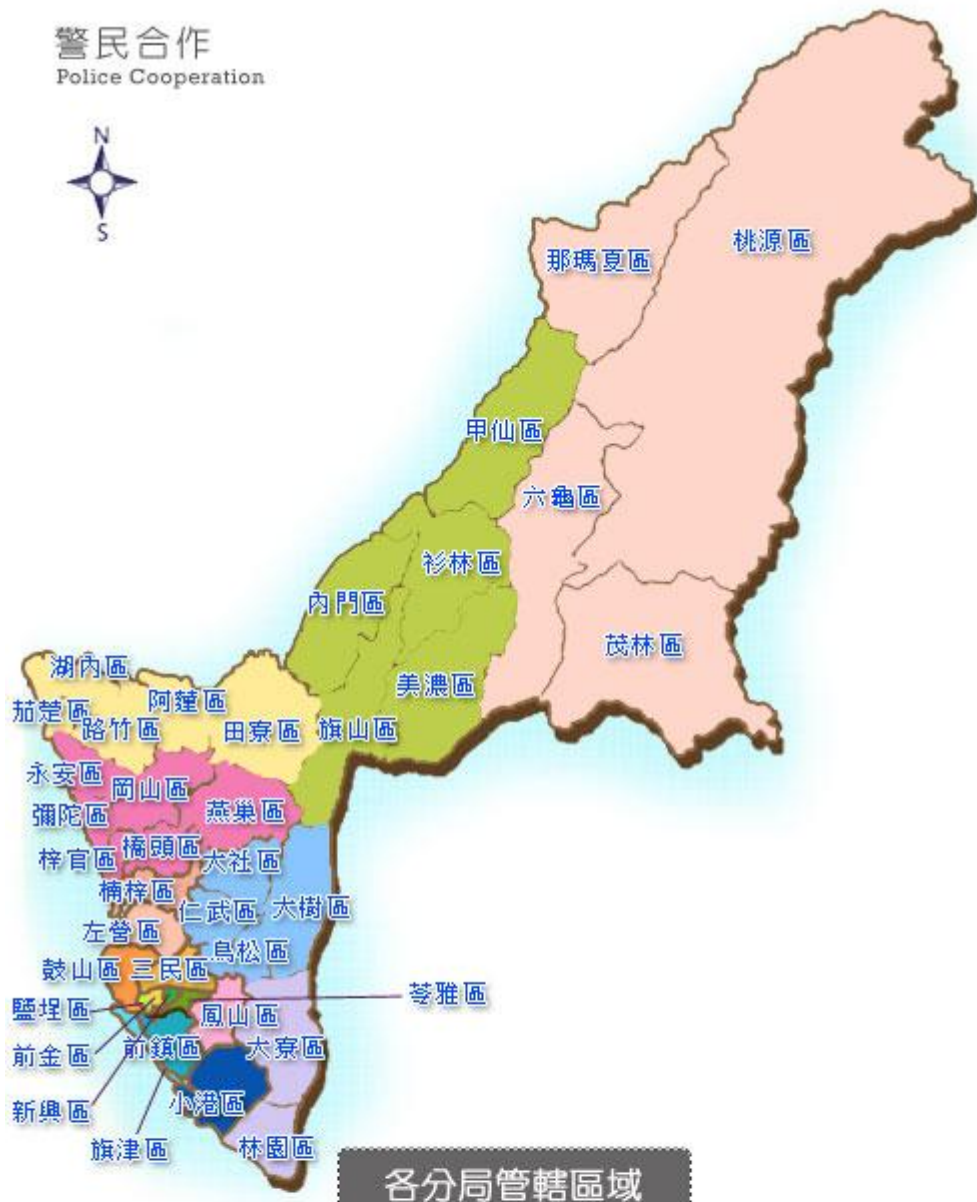 警民合作
Police Cooperation
N
S
桃源區
那瑪夏區
甲仙區
六龜區
杉林區
內門區
茂林區
美濃區
旗山區
湖內區
阿蓮區
茄萣區
路竹區
田寮區
永安區
岡山區
彌陀區
燕巢區
橋頭區
梓官區
大社區
楠梓區
仁武區
大樹區
左營區
鳥松區
鼓山區
三民區
苓雅區
鹽埕區
鳳山區
前金區
前鎮區
大寮區
新興區
小港區
旗津區
林園區
各分局管轄區域